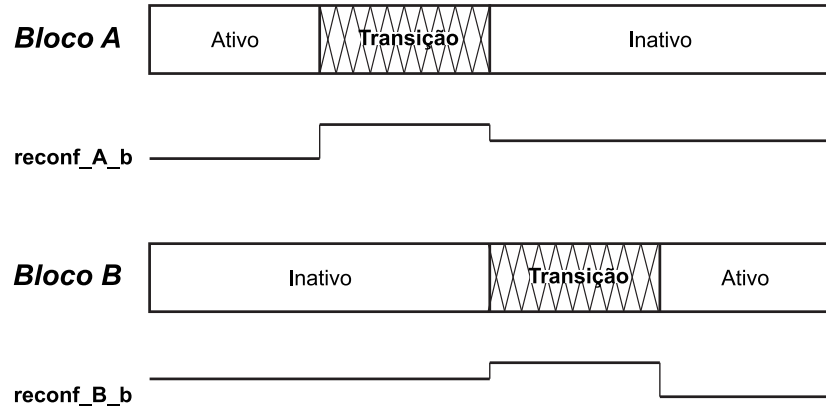 Bloco A
Ativo
Transição
Inativo
reconf_A_b
Bloco B
Inativo
Transição
Ativo
reconf_B_b